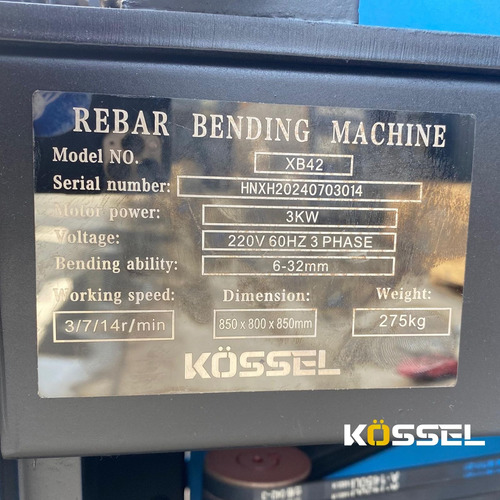 REBAR BENDING MACHINE
Model NO. XB42
Serial number: HNXH20240703014
Motor power: 3KW
Voltage: 220V 60HZ 3 PHASE
Bending ability: 6-32mm
Working speed: Dimension: Weight:
3/7/14r/min 850×800×850mm 275kg
KÖSSEL
KÖSSEL